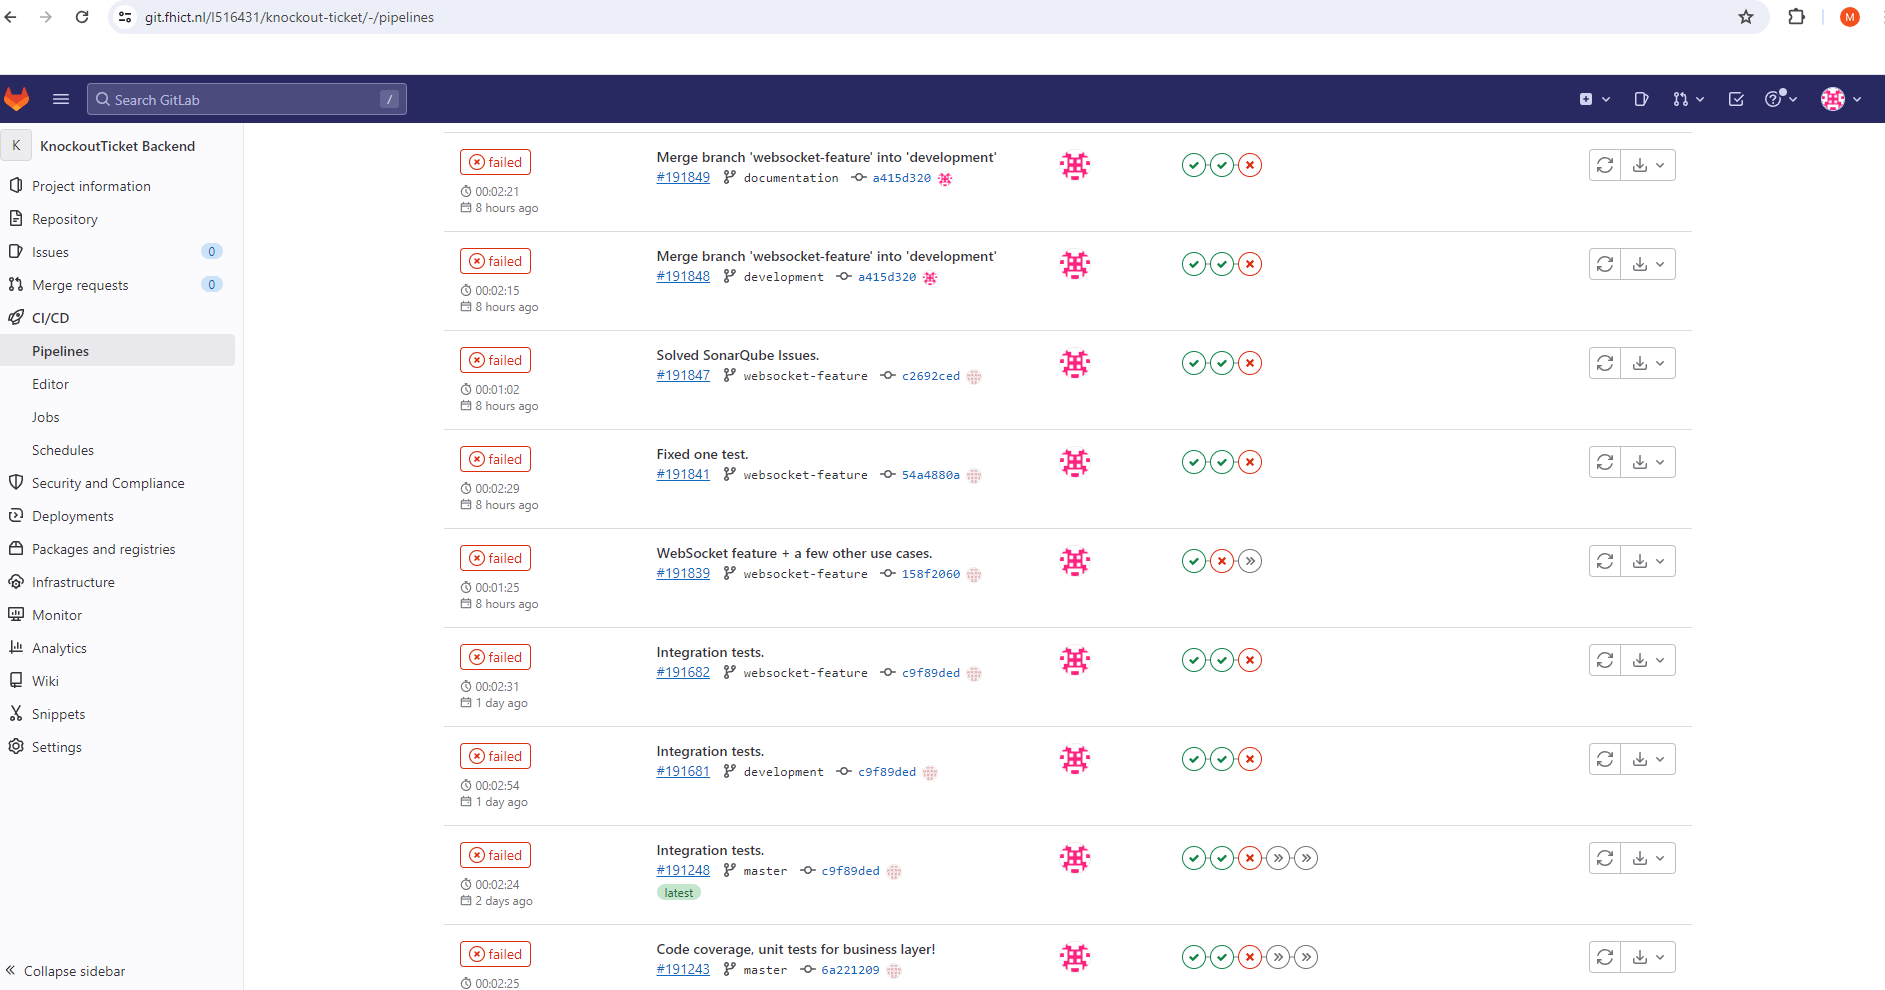 git.fhict.nl/I516431/knockout-ticket/-/pipelines
M
Search GitLab
/
K
KnockoutTicket Backend
Project information
Repository
Issues
0
Merge requests
0
CI/CD
Pipelines
Editor
Jobs
Schedules
Security and Compliance
Deployments
Packages and registries
Infrastructure
Monitor
Analytics
Wiki
Snippets
Settings
Collapse sidebar
failed
00:02:21
8 hours ago
Merge branch 'websocket-feature' into 'development'
#191849 documentation a415d320
failed
00:02:15
8 hours ago
Merge branch 'websocket-feature' into 'development'
#191848 development a415d320
failed
00:01:02
8 hours ago
Solved SonarQube Issues.
#191847 websocket-feature c2692ced
failed
00:02:29
8 hours ago
Fixed one test.
#191841 websocket-feature 54a4880a
failed
00:01:25
8 hours ago
WebSocket feature + a few other use cases.
#191839 websocket-feature 158f2060
failed
00:02:31
1 day ago
Integration tests.
#191682 websocket-feature c9f89ded
failed
00:02:54
1 day ago
Integration tests.
#191681 development c9f89ded
failed
00:02:24
2 days ago
Integration tests.
#191248 master c9f89ded
latest
failed
00:02:25
Code coverage, unit tests for business layer!
#191243 master 6a221209